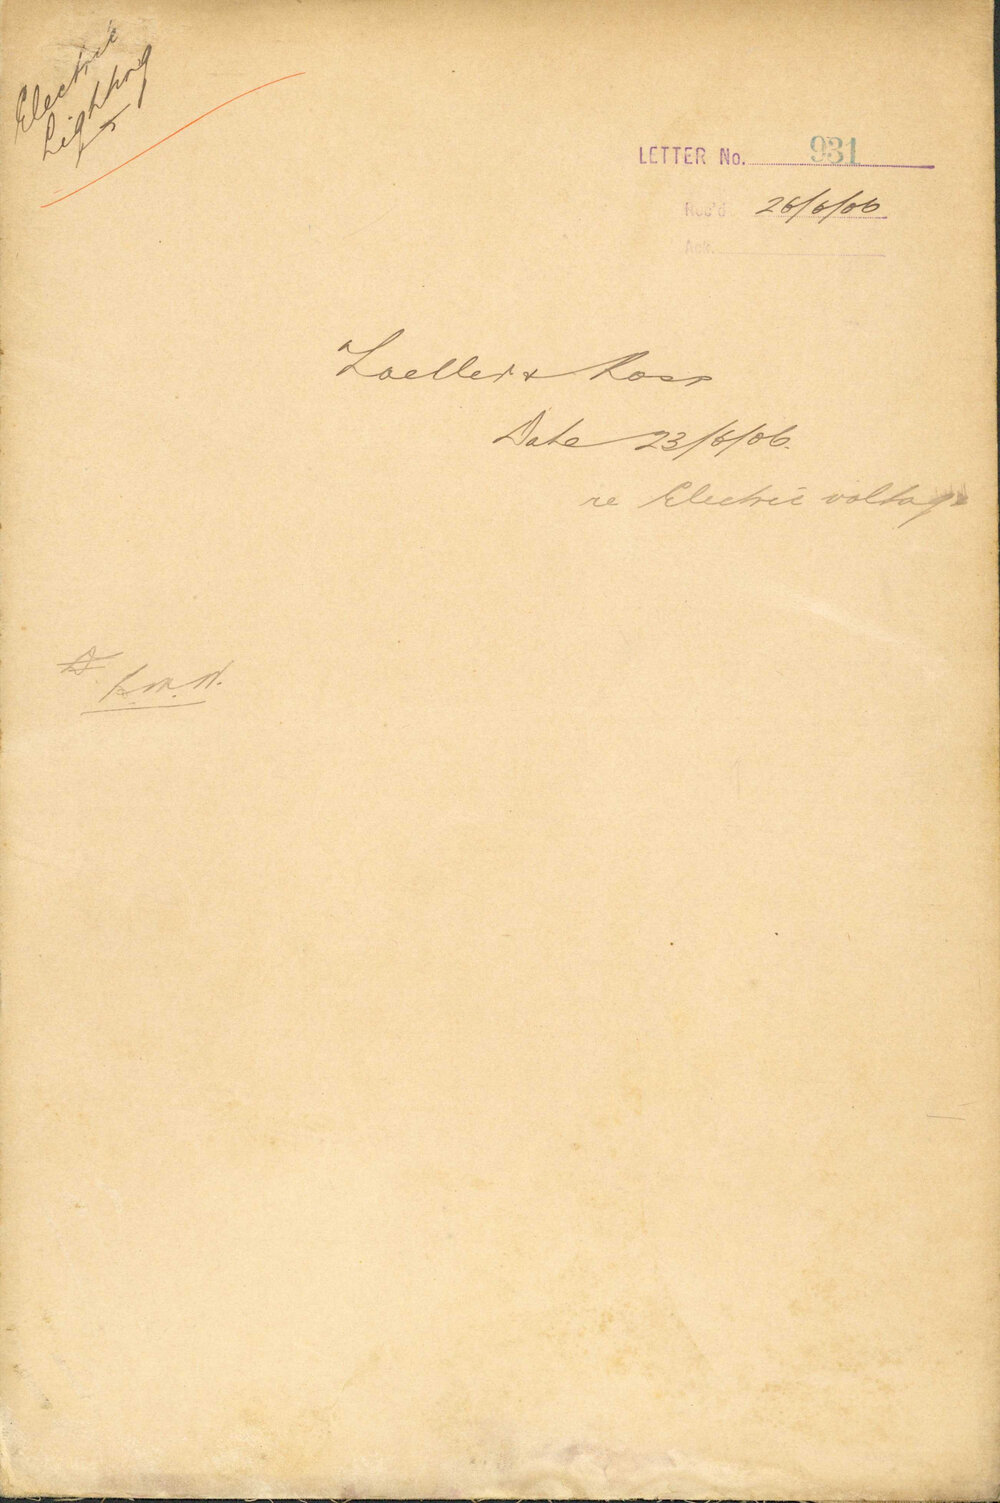 Electric
Lighting
LETTER No. 931
Rec'd 26/6/06
Ack.
Loeller & Ross
Date 23/6/06.
re Electric voltage